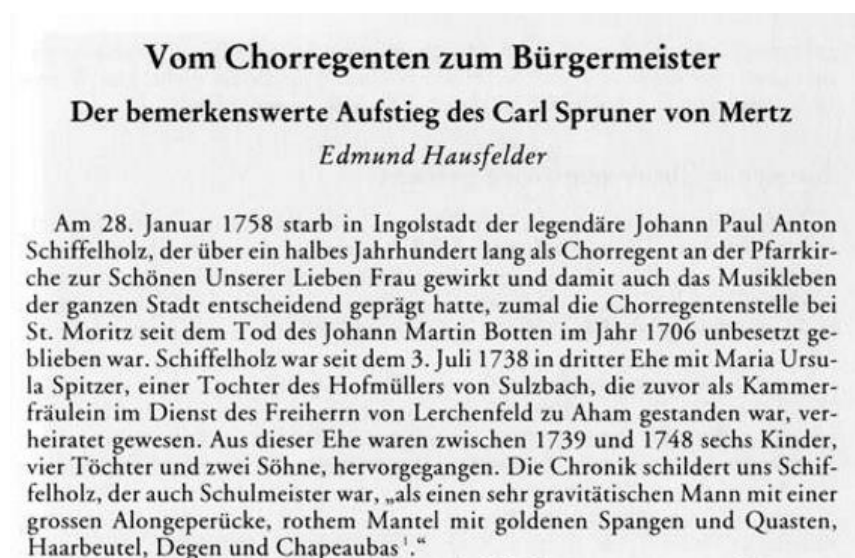 Vom Chorregenten zum Bürgermeister
Der bemerkenswerte Aufstieg des Carl Spruner von Mertz
Edmund Hausfelder
Am 28. Januar 1758 starb in Ingolstadt der legendäre Johann Paul Anton
Schiffelholz, der über ein halbes Jahrhundert lang als Chorregent an der Pfarrkir-
che zur Schönen Unserer Lieben Frau gewirkt und damit auch das Musikleben
der ganzen Stadt entscheidend geprägt hatte, zumal die Chorregentenstelle bei
St. Moritz seit dem Tod des Johann Martin Botten im Jahr 1706 unbesetzt ge-
blieben war. Schiffelholz war seit dem 3. Juli 1738 in dritter Ehe mit Maria Ursu-
la Spitzer, einer Tochter des Hofmüllers von Sulzbach, die zuvor als Kammer-
fräulein im Dienst des Freiherrn von Lerchenfeld zu Aham gestanden war, ver-
heiratet gewesen. Aus dieser Ehe waren zwischen 1739 und 1748 sechs Kinder,
vier Töchter und zwei Söhne, hervorgegangen. Die Chronik schildert uns Schif-
felholz, der auch Schulmeister war, „als einen sehr gravitätischen Mann mit einer
grossen Alongeperücke, rothem Mantel mit goldenen Spangen und Quasten,
Haarbeutel, Degen und Chapeaubas¹.“